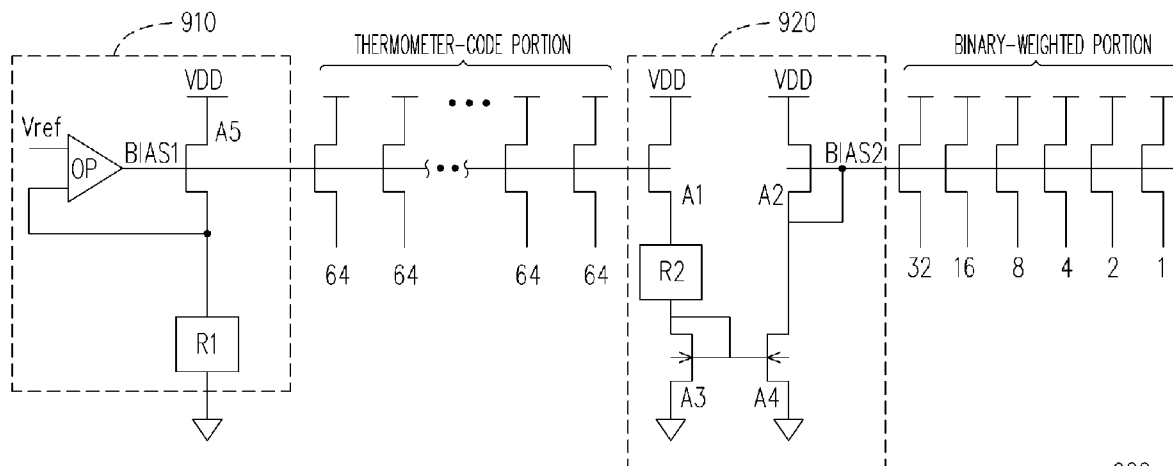 910
920
THERMOMETER-CODE PORTION
BINARY-WEIGHTED PORTION
VDD
VDD
VDD
Vref
OP
BIAS1
A5
A1
A2
BIAS2
64
64
64
64
R2
32
16
8
4
2
1
R1
A3
A4